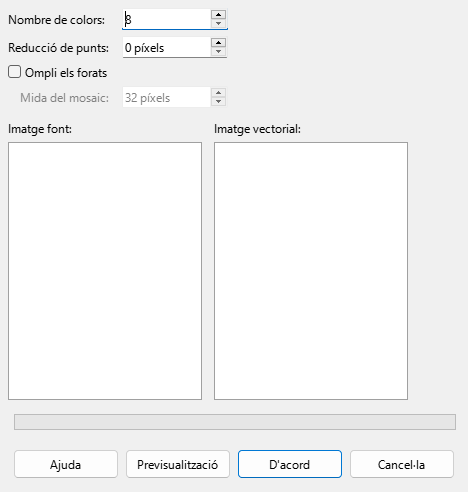 Nombre de colors: 8
Reducció de punts: 0 píxels
Ompli els forats
Mida del mosaic: 32 píxels
Imatge font: Imatge vectorial:
Ajuda Previsualització D'acord Cancel·la